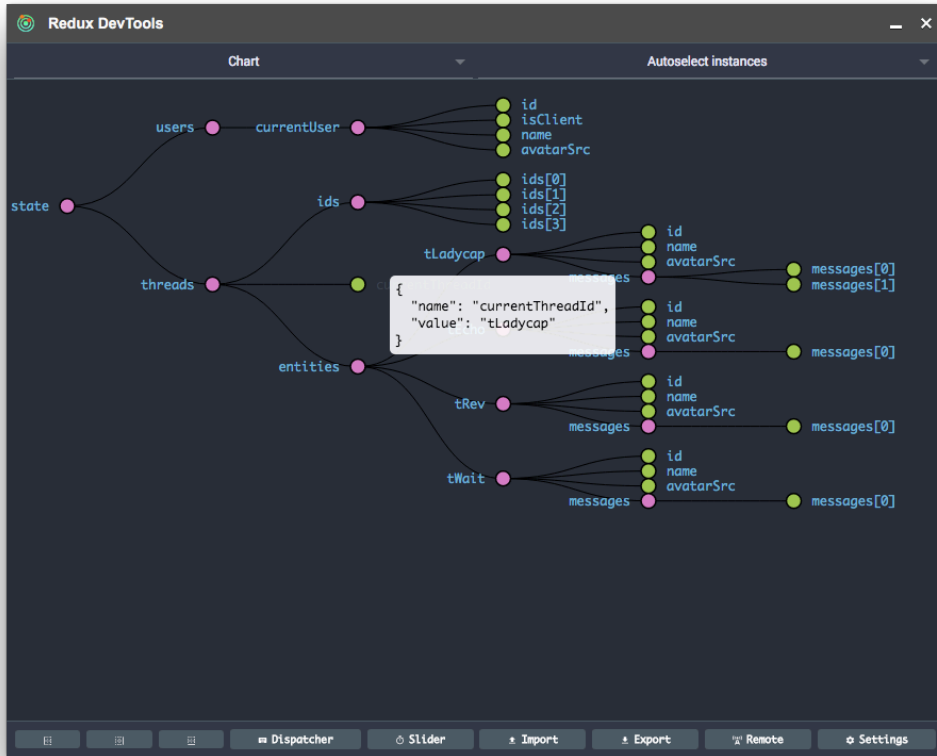 Redux DevTools
Chart
Autoselect instances
id
isClient
users
currentUser
name
avatarSrc
ids[0]
ids[1]
ids
ids[2]
state
ids[3]
id
name
tLadycap
avatarSrc
messages
messages[0]
messages[1]
threads
{
"name": "currentThreadId",
"value": "tLadycap"
}
id
name
avatarSrc
messages
messages[0]
entities
id
name
tRev
avatarSrc
messages
messages[0]
id
name
tWait
avatarSrc
messages
messages[0]
Dispatcher
Slider
Import
Export
Remote
Settings